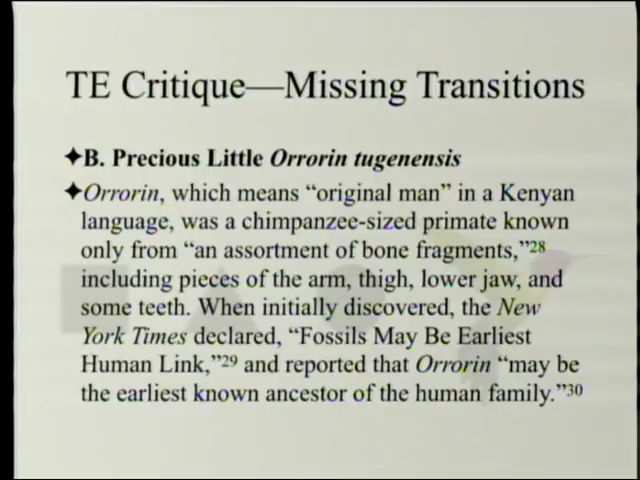 TE Critique—Missing Transitions
✦B. Precious Little Orrorin tugenensis
✦Orrorin, which means “original man” in a Kenyan
language, was a chimpanzee-sized primate known
only from “an assortment of bone fragments,”28
including pieces of the arm, thigh, lower jaw, and
some teeth. When initially discovered, the New
York Times declared, “Fossils May Be Earliest
Human Link,”29 and reported that Orrorin “may be
the earliest known ancestor of the human family.”30